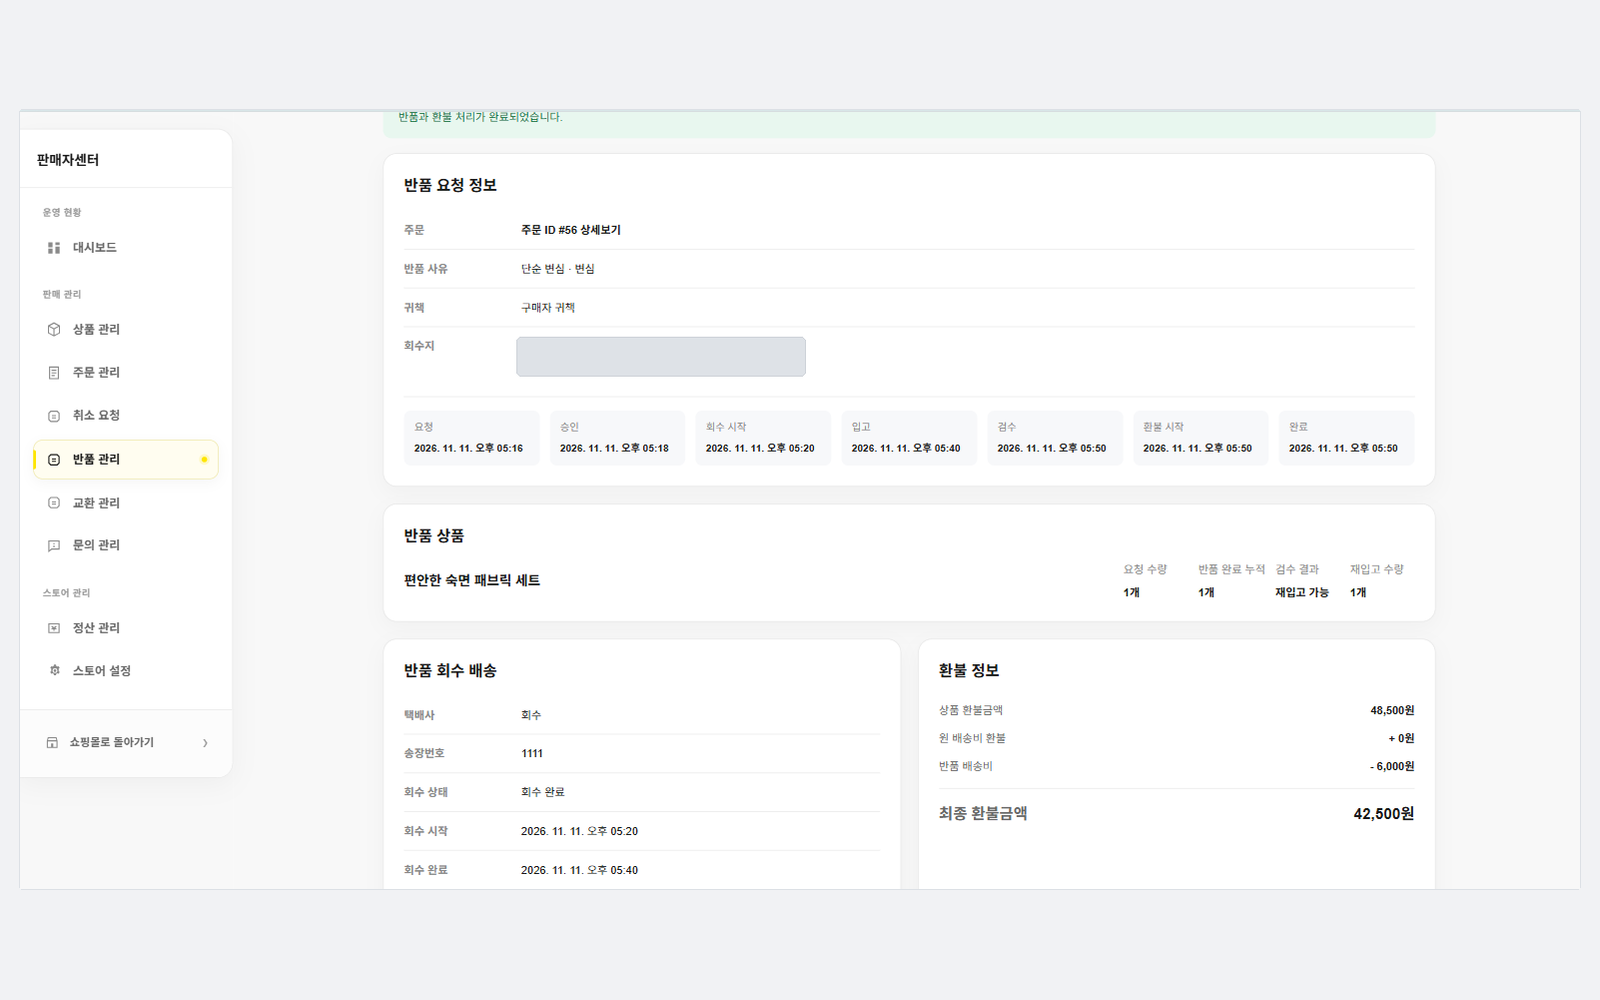 반품과 환불 처리가 완료되었습니다.
판매자센터
운영 현황
대시보드
판매 관리
상품 관리
주문 관리
취소 요청
반품 관리
교환 관리
문의 관리
스토어 관리
정산 관리
스토어 설정
쇼핑몰로 돌아가기
반품 요청 정보
주문 주문 ID #56 상세보기
반품 사유 단순 변심 · 변심
귀책 구매자 귀책
회수지
요청 승인 회수 시작 입고 검수 환불 시작 완료
2026. 11. 11. 오후 05:16 2026. 11. 11. 오후 05:18 2026. 11. 11. 오후 05:20 2026. 11. 11. 오후 05:40 2026. 11. 11. 오후 05:50 2026. 11. 11. 오후 05:50 2026. 11. 11. 오후 05:50
반품 상품
요청 수량 반품 완료 누적 검수 결과 재입고 수량
편안한 숙면 패브릭 세트
1개 1개 재입고 가능 1개
반품 회수 배송
택배사 회수
송장번호 1111
회수 상태 회수 완료
회수 시작 2026. 11. 11. 오후 05:20
회수 완료 2026. 11. 11. 오후 05:40
환불 정보
상품 환불금액 48,500원
원 배송비 환불 + 0원
반품 배송비 - 6,000원
최종 환불금액 42,500원